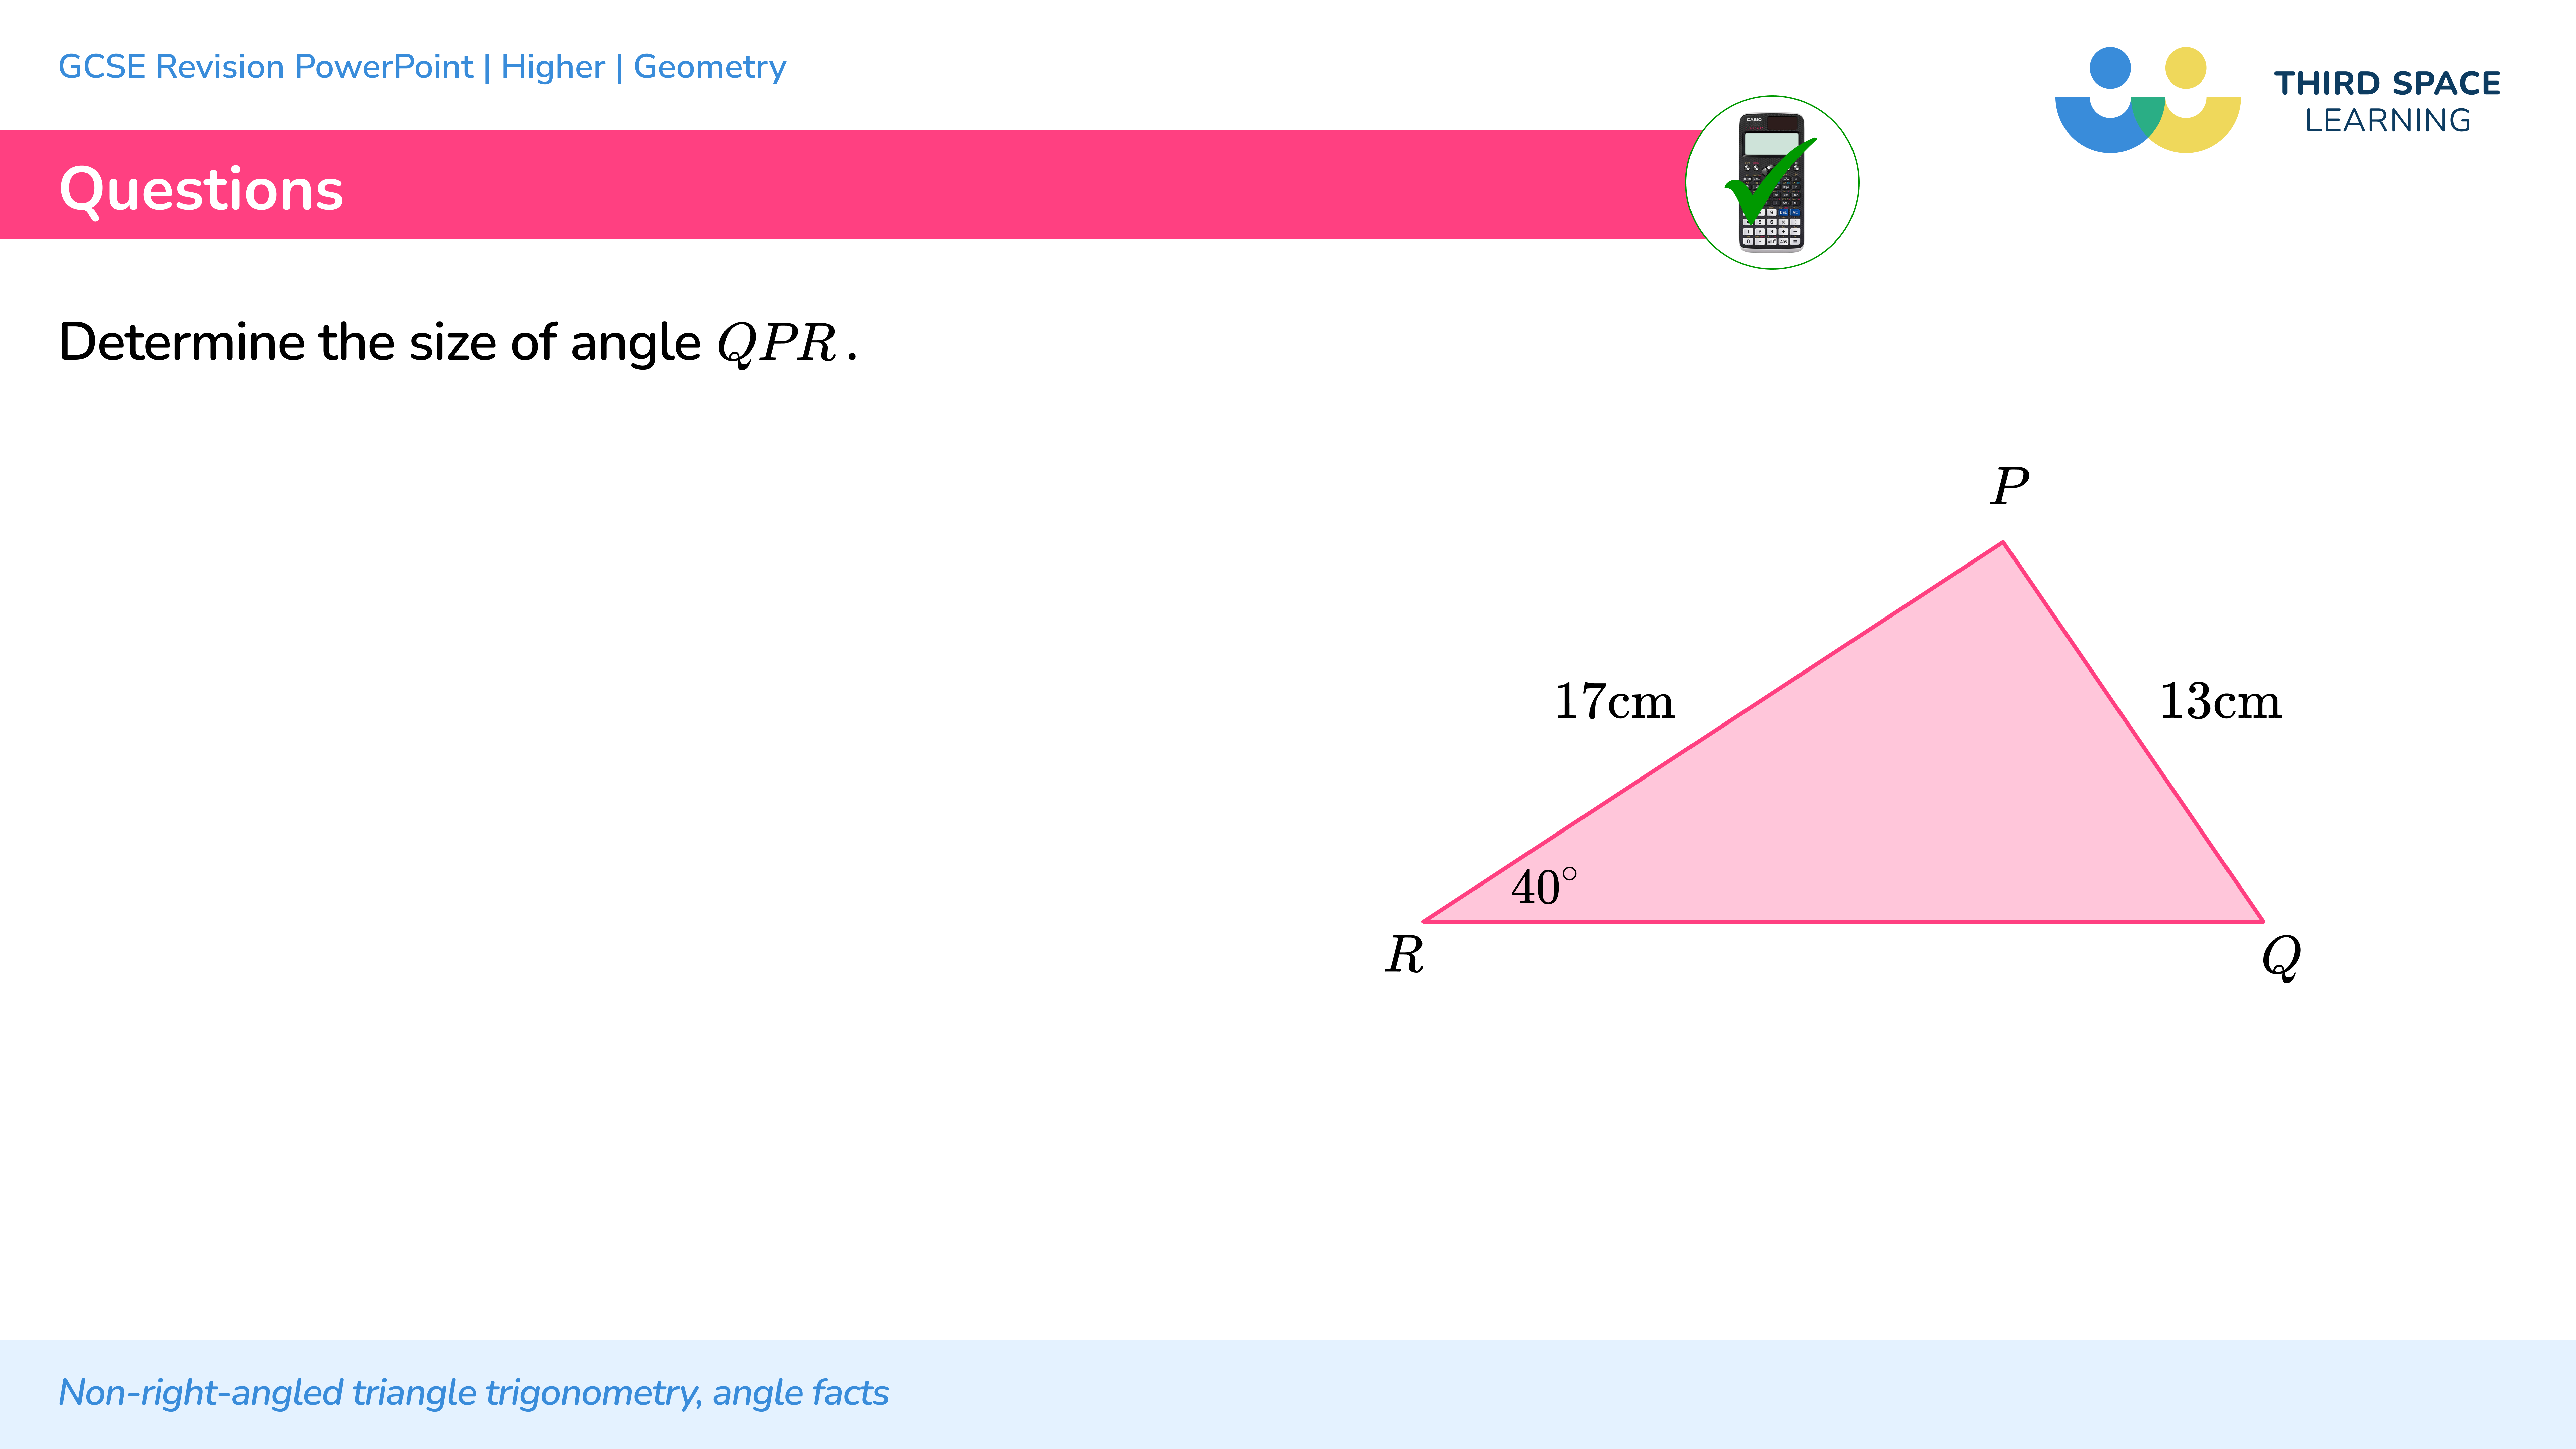 GCSE Revision PowerPoint | Higher | Geometry
THIRD SPACE
LEARNING
Questions
CASIO
Determine the size of angle QPR.
P
17cm
13cm
40°
R
Q
Non-right-angled triangle trigonometry, angle facts